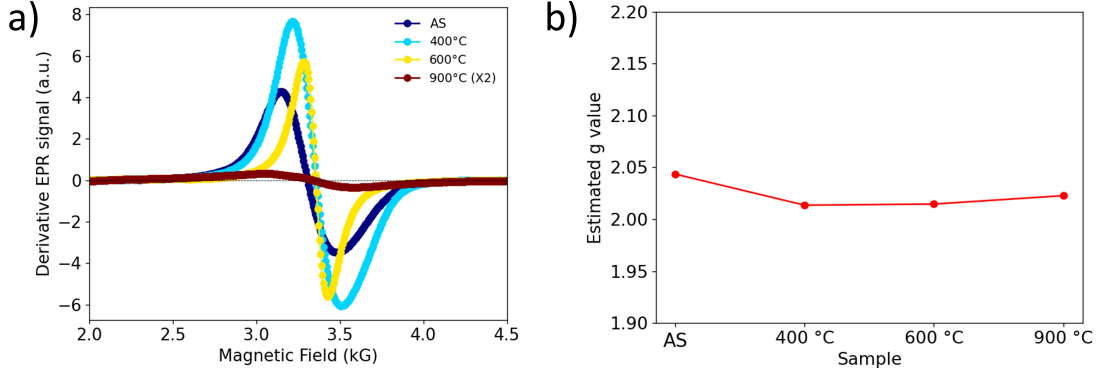 a)
Derivative EPR signal (a.u.)
8
6
4
2
0
−2
−4
−6
AS
400°C
600°C
900°C (X2)
2.0 2.5 3.0 3.5 4.0 4.5
Magnetic Field (kG)
b)
Estimated g value
2.20
2.15
2.10
2.05
2.00
1.95
1.90
AS 400 °C 600 °C 900 °C
Sample